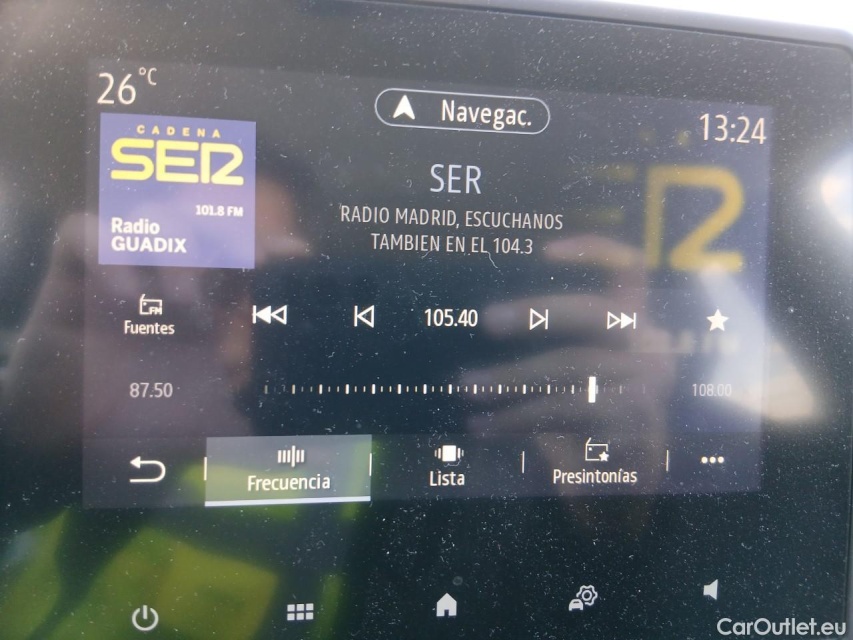 26°C
Navegac.
13:24
CADENA
SER
101.8 FM
Radio
GUADIX
SER
RADIO MADRID, ESCUCHANOS
TAMBIEN EN EL 104.3
FM
Fuentes
105.40
87.50
108.00
Frecuencia
Lista
Presintonías
CarOutlet.eu